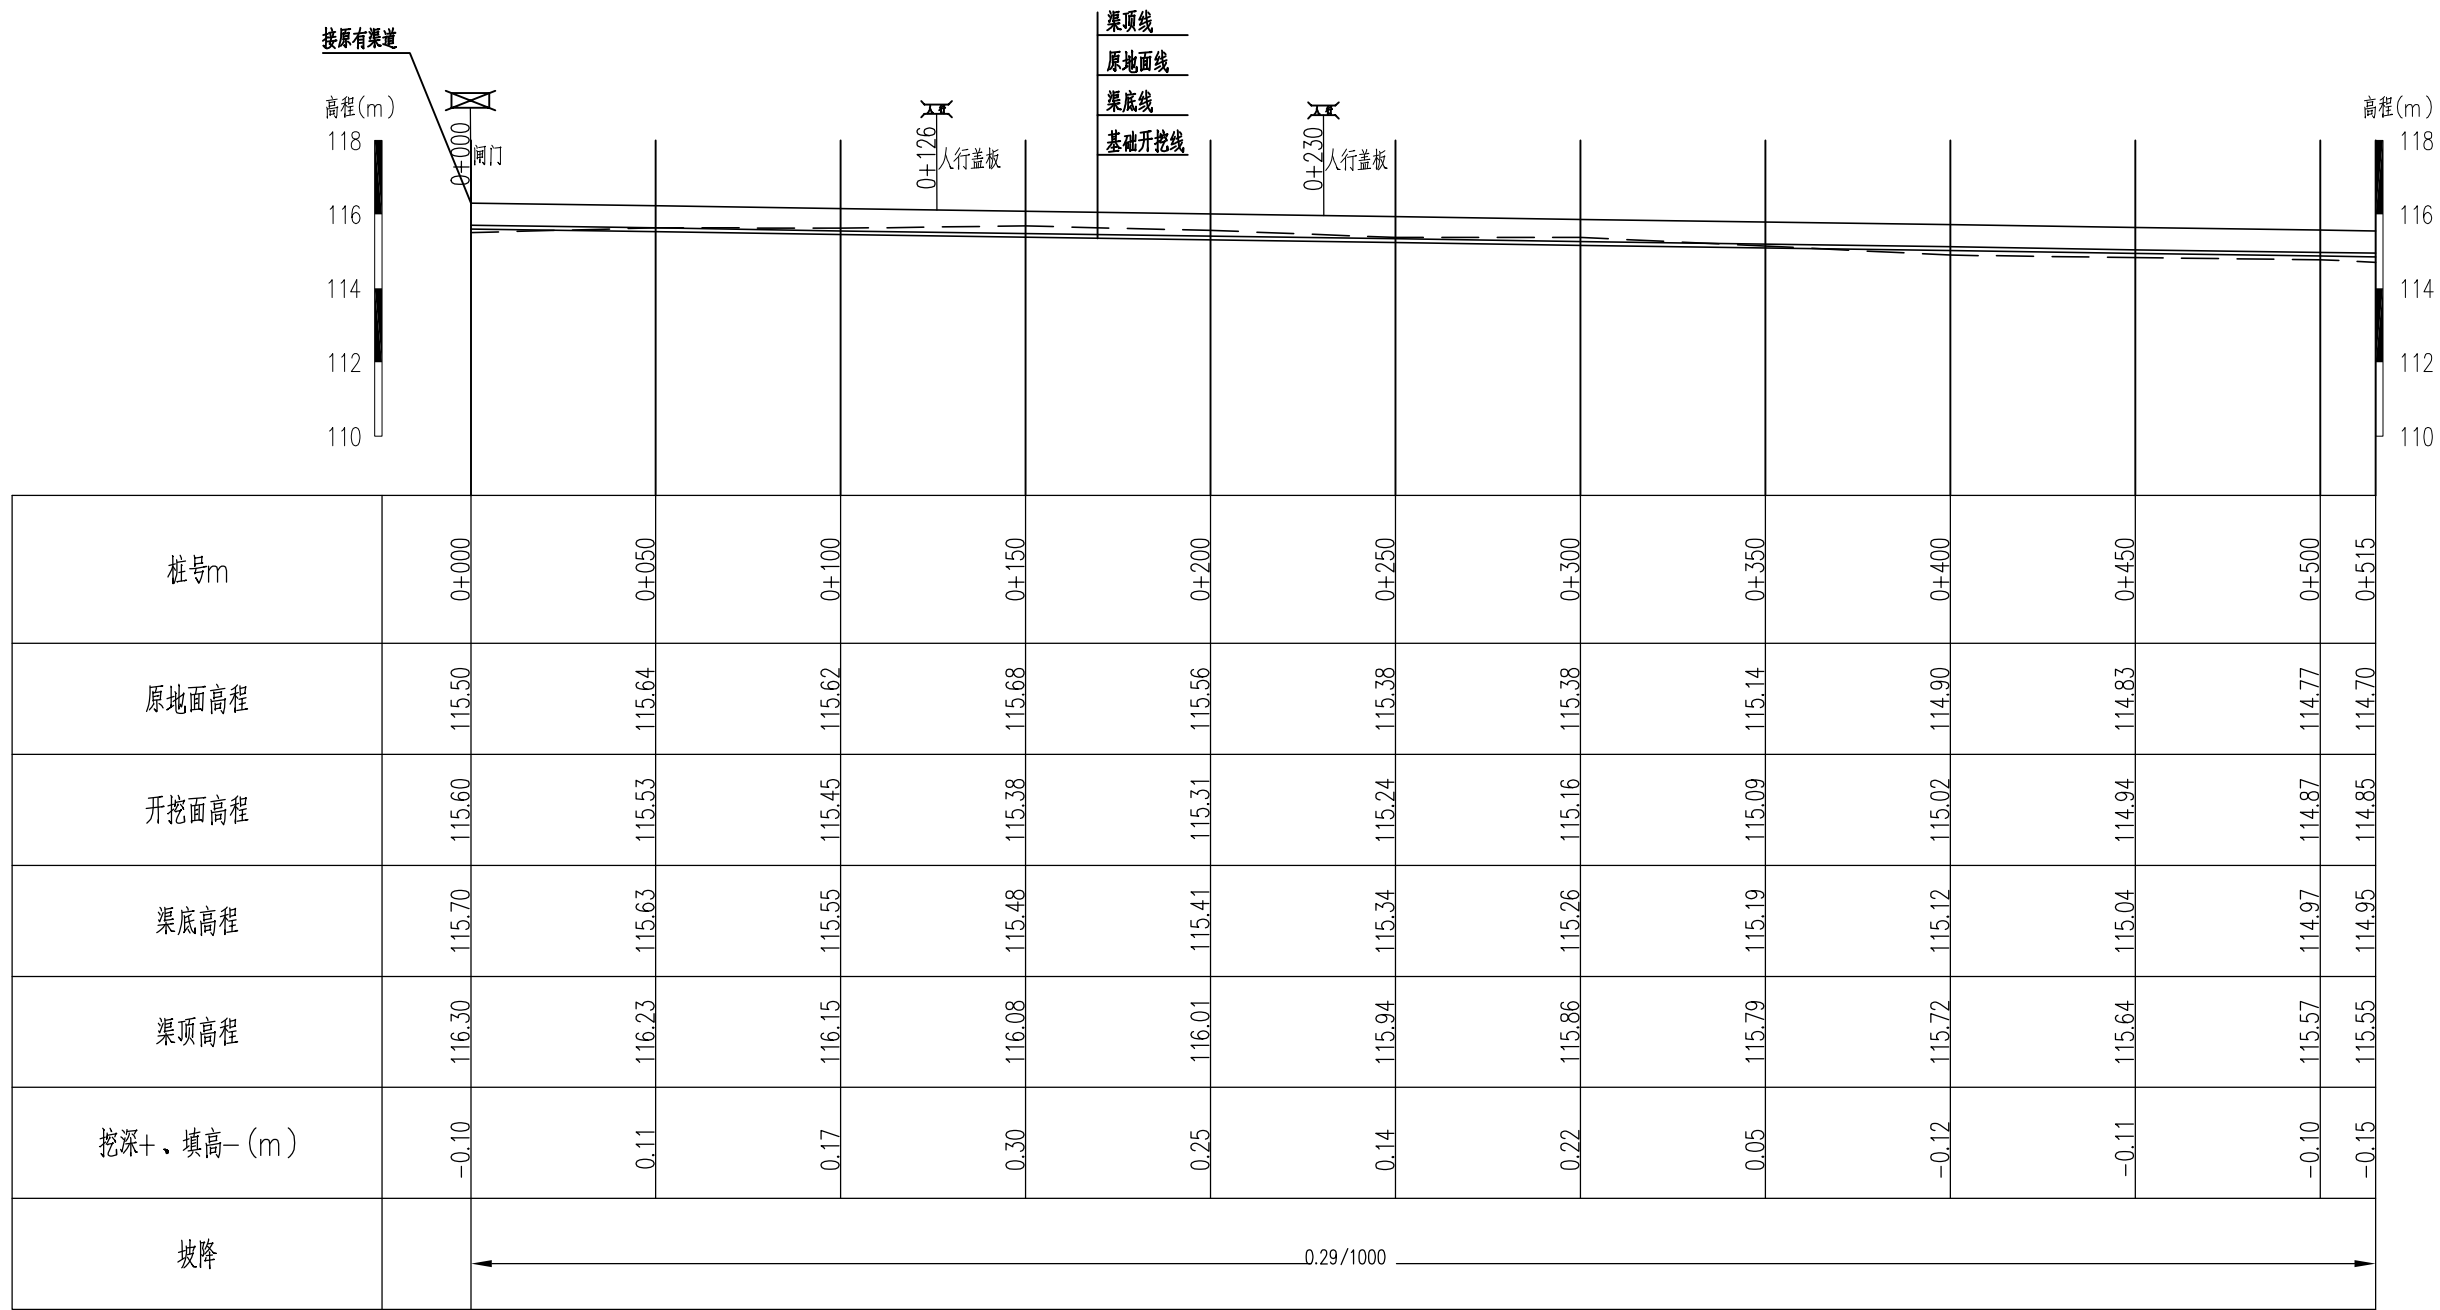 渠顶线
接原有渠道
原地面线
高程(m)
人行
人行
渠底线
高程(m)
118
0+000
闸门
0+126
人行盖板
0+230
人行盖板
基础开挖线
118
116
116
114
114
112
112
110
110
桩号m 0+000 0+050 0+100 0+150 0+200 0+250 0+300 0+350 0+400 0+450 0+500 0+515
原地面高程 115.50 115.64 115.62 115.68 115.56 115.38 115.38 115.14 114.90 114.83 114.77 114.70
开挖面高程 115.60 115.53 115.45 115.38 115.31 115.24 115.16 115.09 115.02 114.94 114.87 114.85
渠底高程 115.70 115.63 115.55 115.48 115.41 115.34 115.26 115.19 115.12 115.04 114.97 114.95
渠顶高程 116.30 116.23 116.15 116.08 116.01 115.94 115.86 115.79 115.72 115.64 115.57 115.55
挖深+、填高-(m) -0.10 0.11 0.17 0.30 0.25 0.14 0.22 0.05 -0.12 -0.11 -0.10 -0.15
坡降 0.29/1000